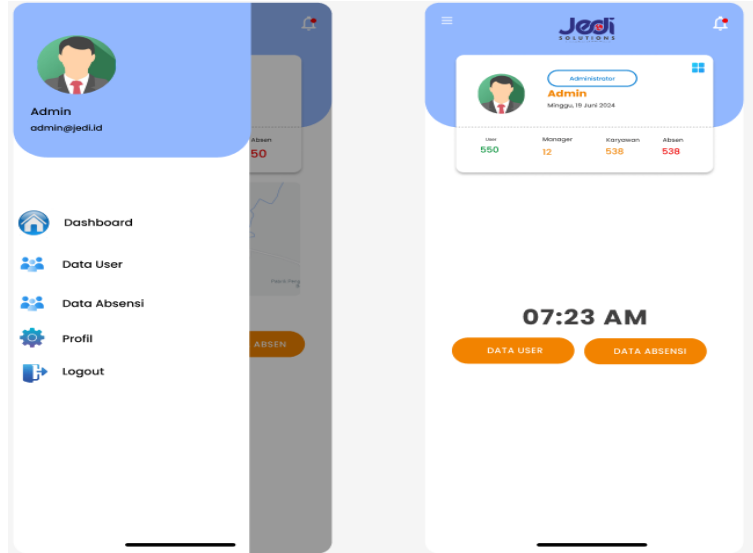 Admin
admin@jedi.id
Dashboard
Data User
Data Absensi
Profil
Logout
Absen
50
ABSEN
Jedi
SOLUTIONS
Administrator
Admin
Minggu, 19 Juni 2024
User
Manager
Karyawan
Absen
550
12
538
538
07:23 AM
DATA USER
DATA ABSENSI